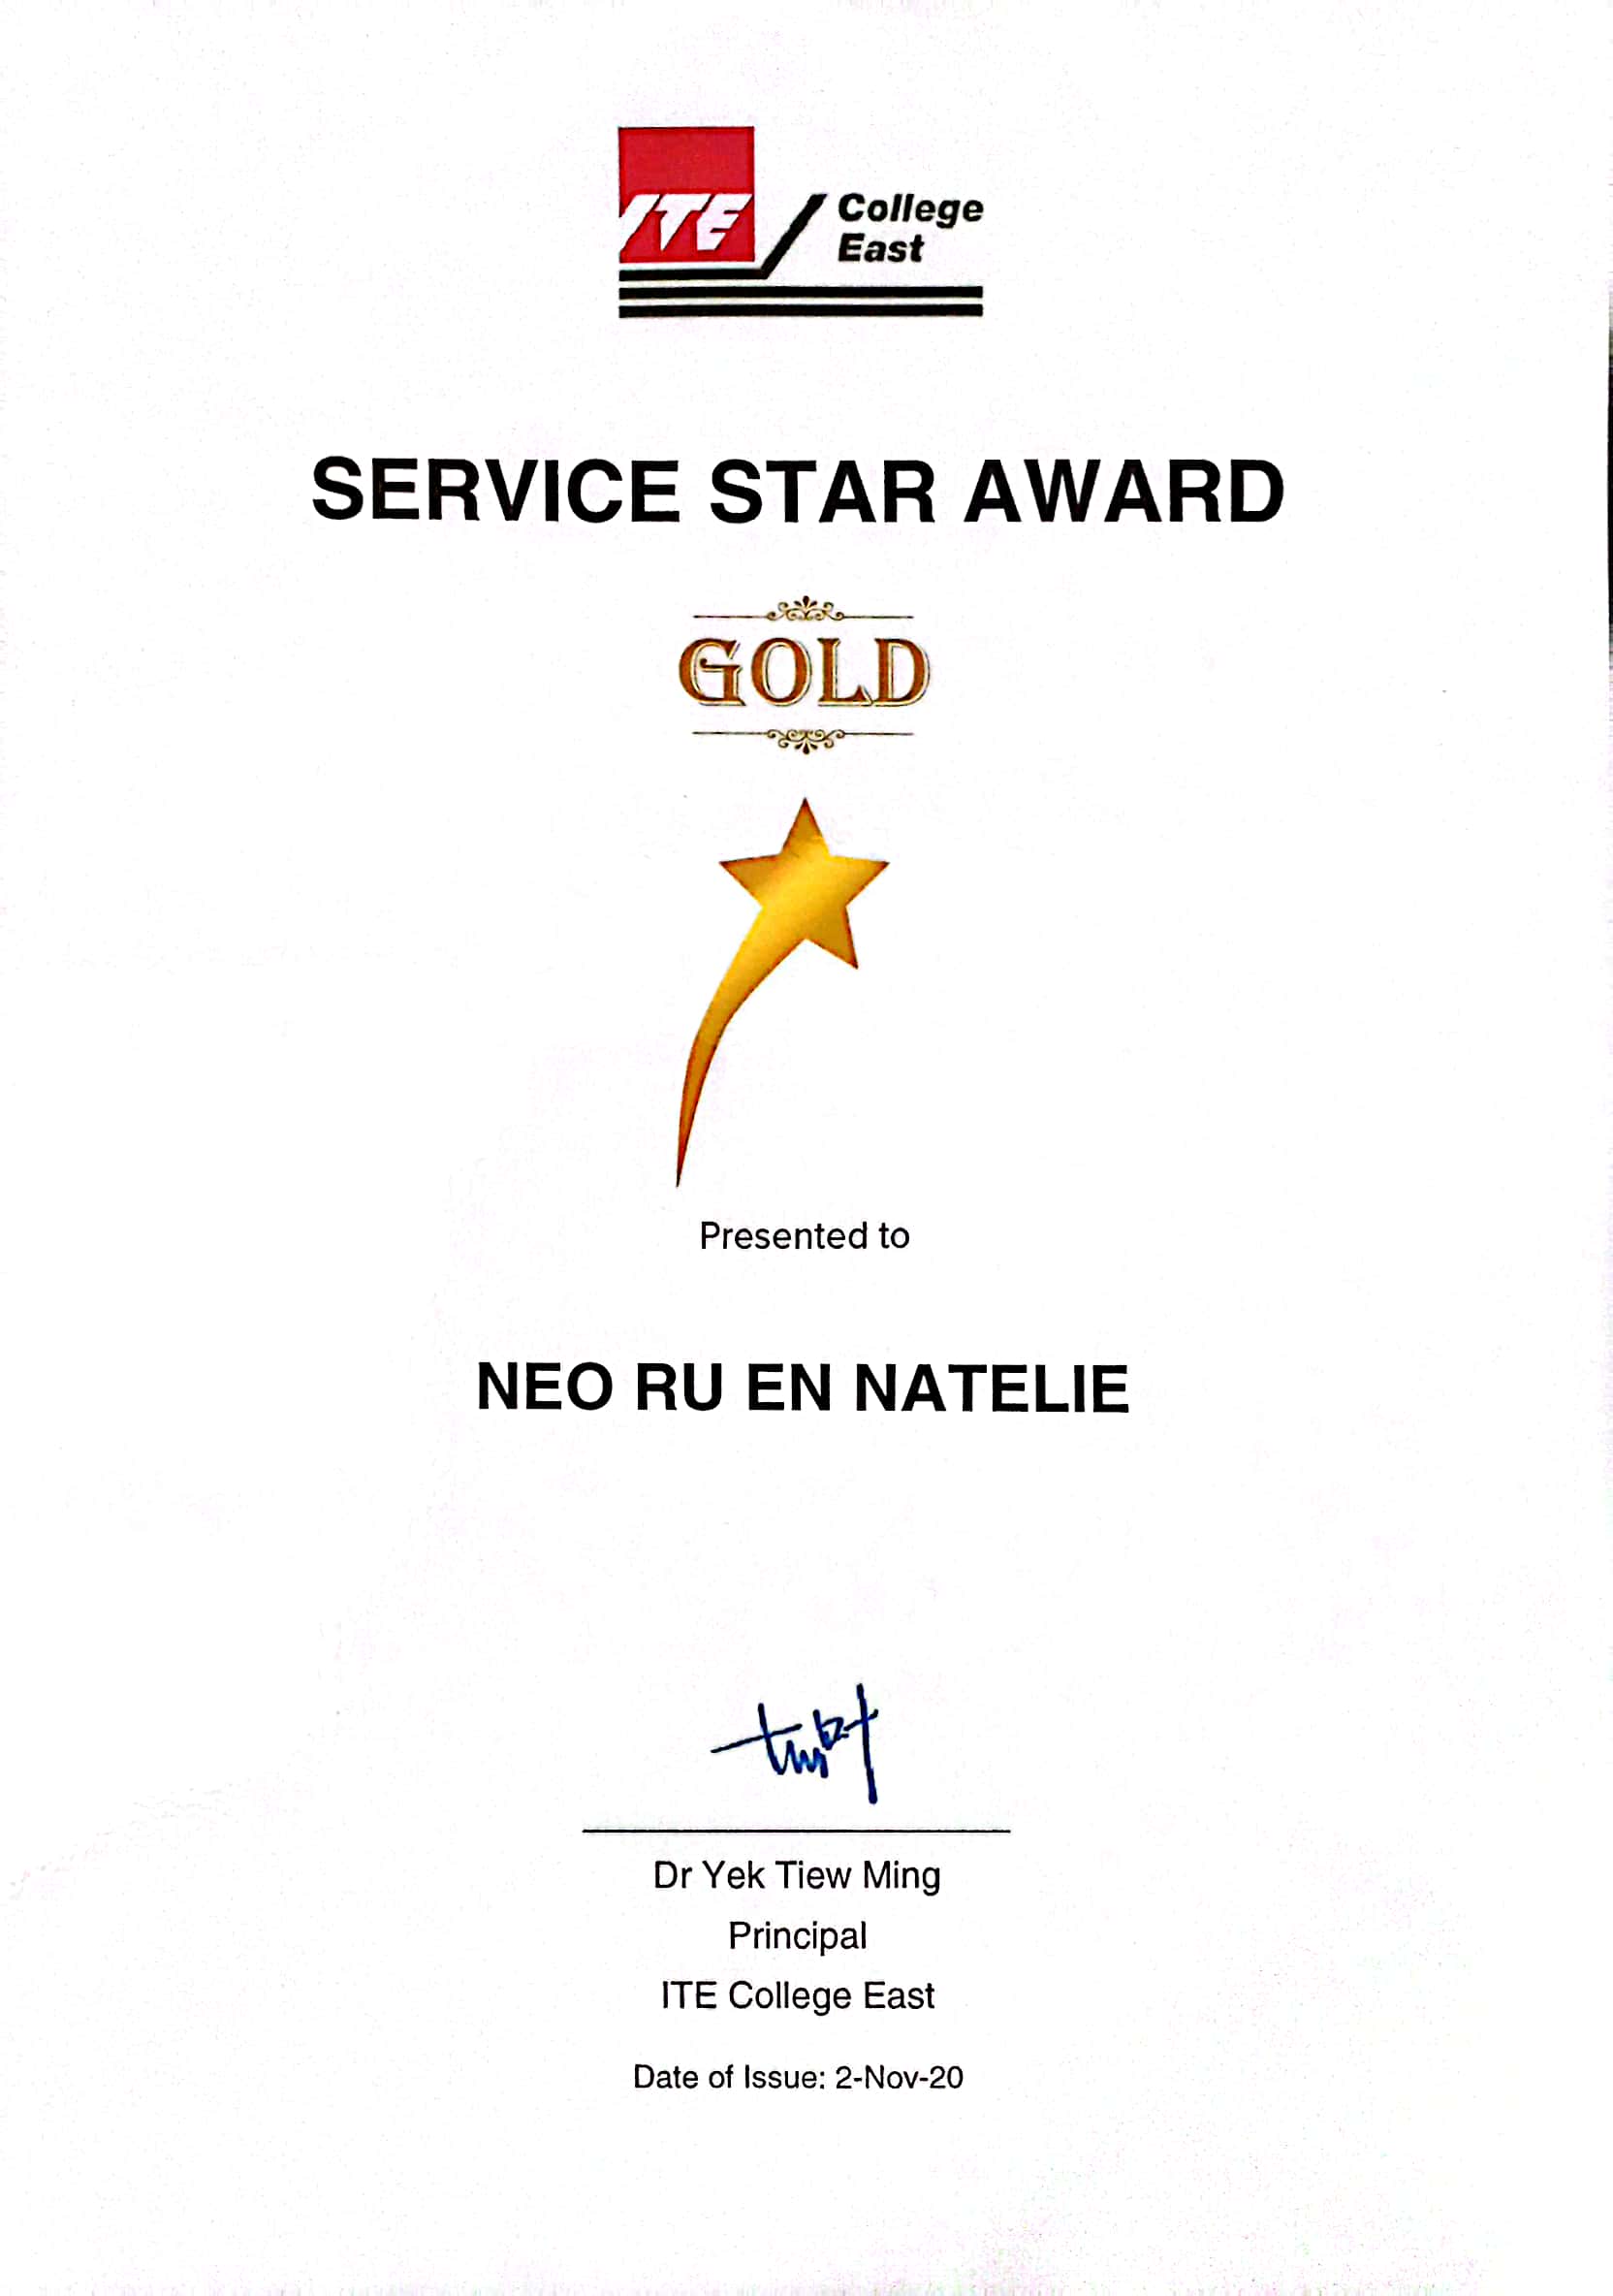 ITE
College
East
SERVICE STAR AWARD
GOLD
Presented to
NEO RU EN NATELIE
Dr Yek Tiew Ming
Principal
ITE College East
Date of Issue: 2-Nov-20